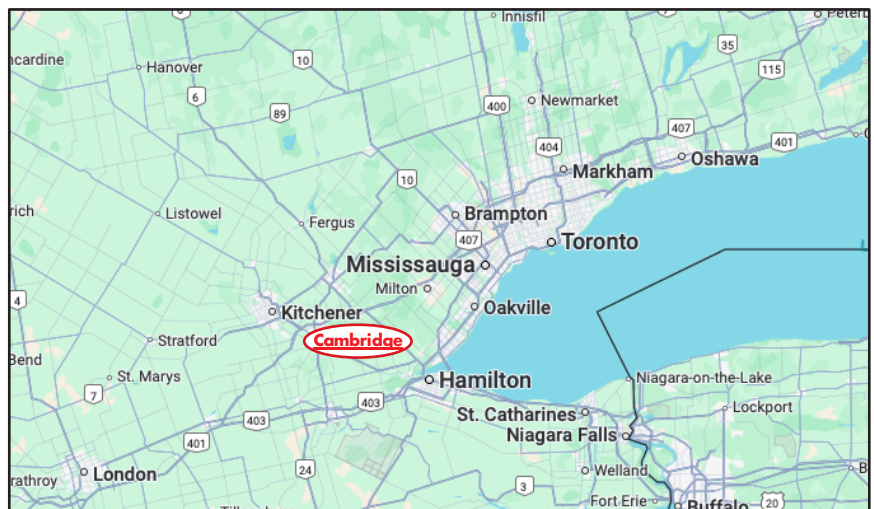 Innisfil
Peterb
ncardine
Hanover
10
35
115
6
89
400
Newmarket
407
401
404
Markham
Oshawa
10
rich
Listowel
Fergus
Brampton
407
Toronto
Mississauga
Milton
4
Kitchener
Oakville
Stratford
Cambridge
Bend
St. Marys
7
Hamilton
Niagara-on-the-Lake
403
403
St. Catharines
Lockport
401
Niagara Falls
rathroy
London
24
Welland
B
3
Fort Erie
Buffalo
20